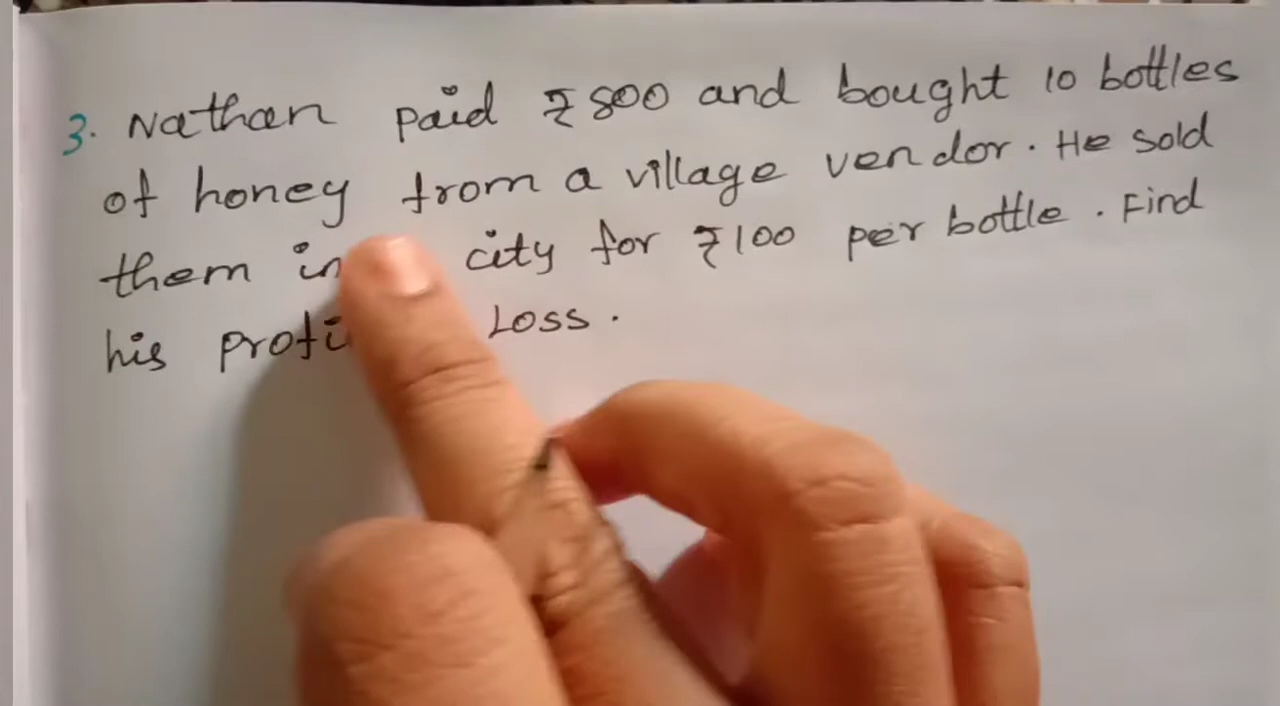 3. Nathan paid ₹800 and bought 10 bottles
of honey from a village vendor. He sold
them in city for ₹100 per bottle. Find
his Loss.